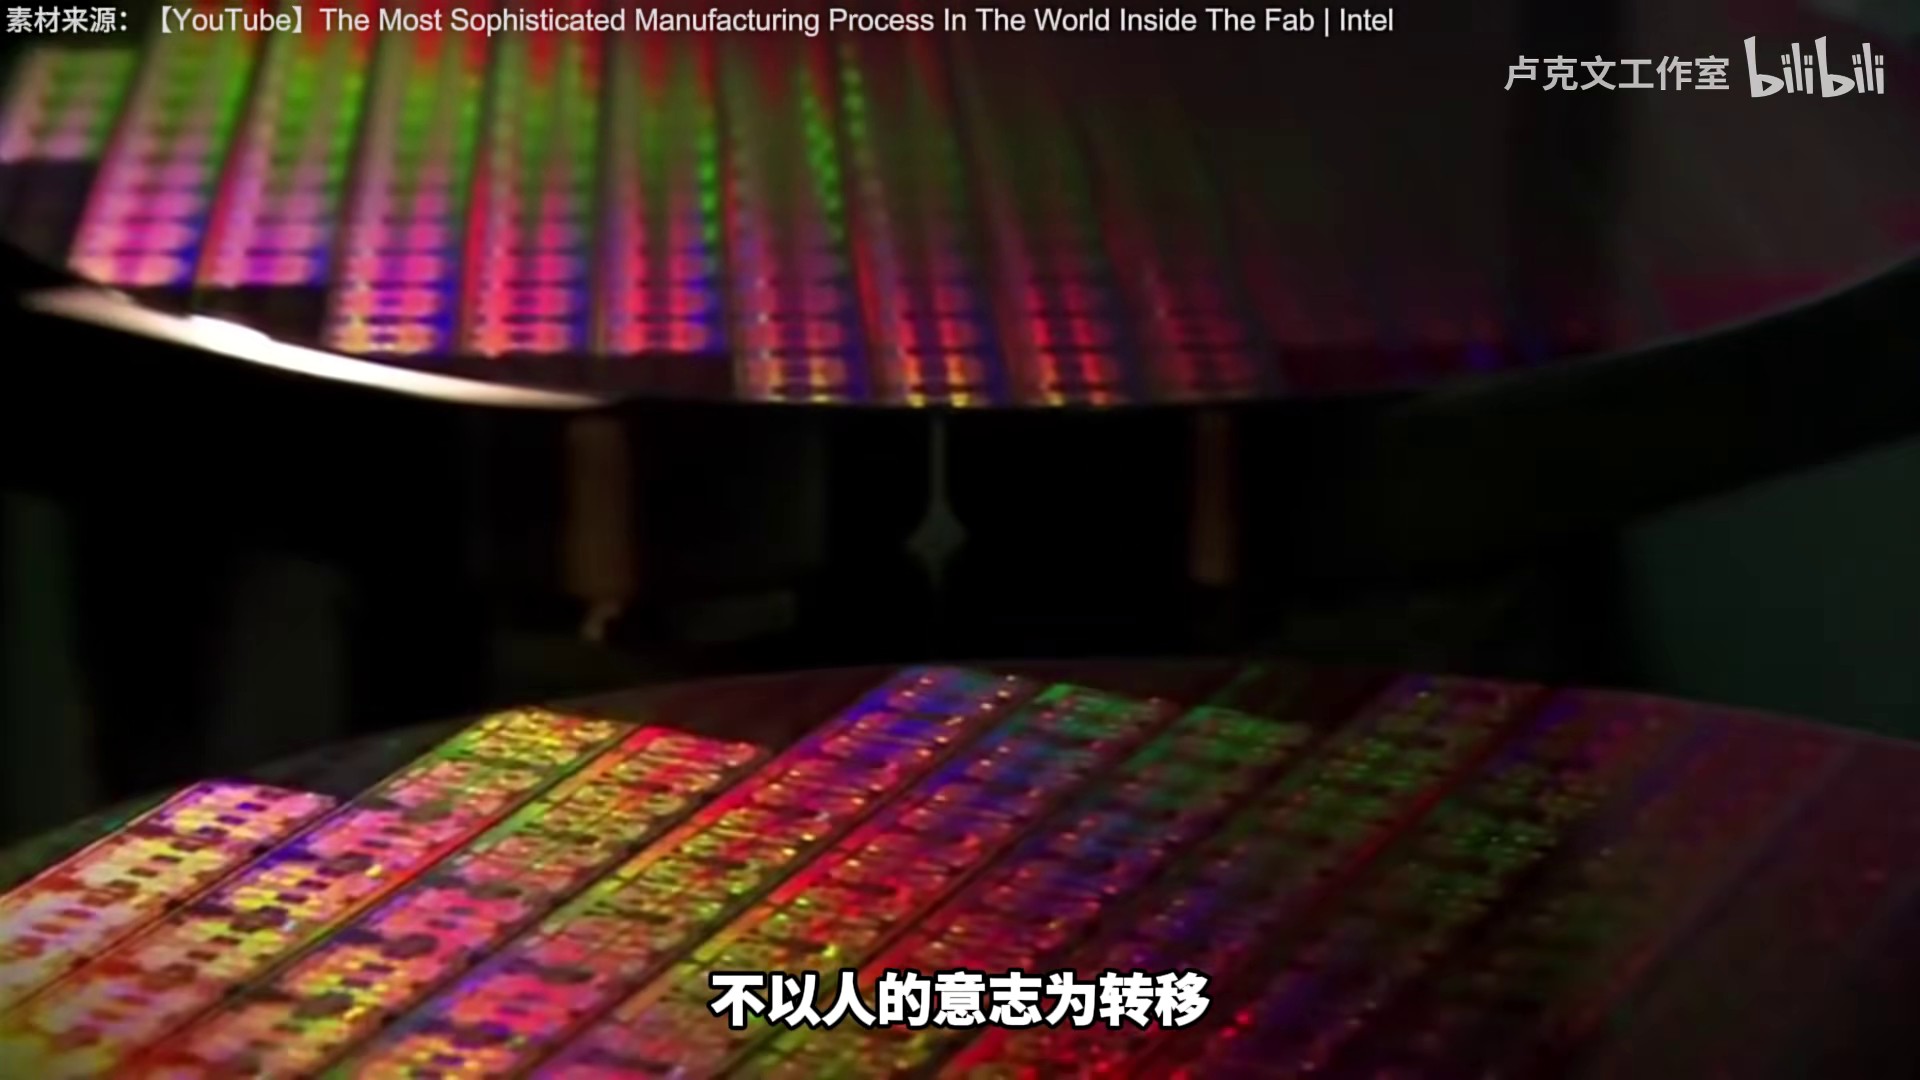 素材来源：【YouTube】The Most Sophisticated Manufacturing Process In The World Inside The Fab | Intel
卢克文工作室 bilibili
不以人的意志为转移